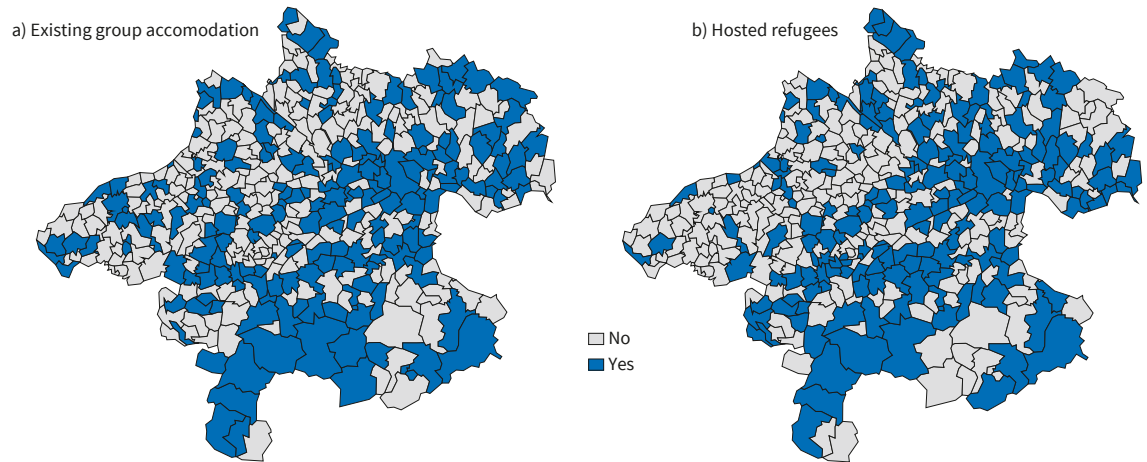 a) Existing group accomodation
b) Hosted refugees
No
Yes